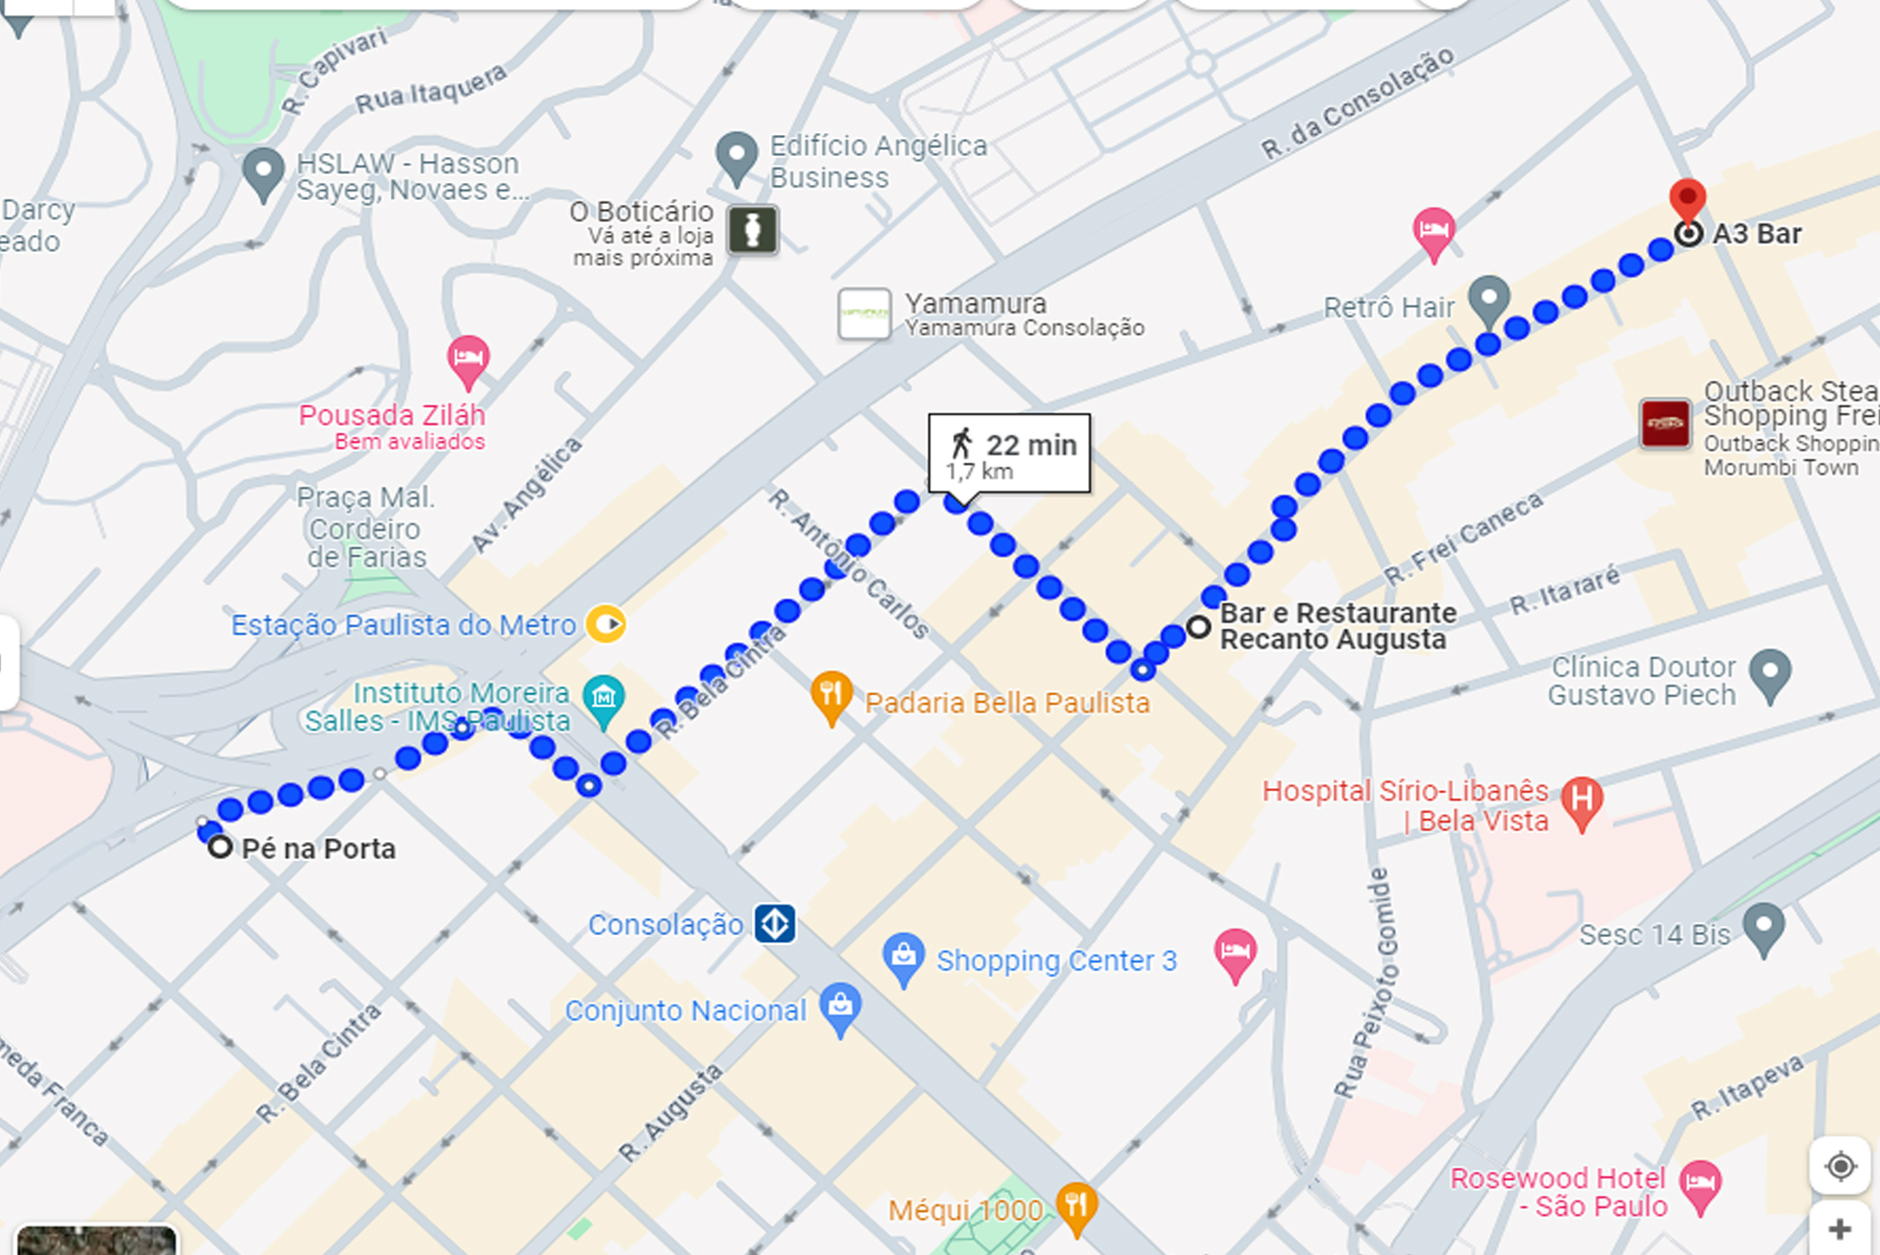 R. Capivari
Rua Itaquera
R. da Consolação
HSLAW - Hasson
Sayeg, Novaes e...
Edifício Angélica
Business
Darcy
eado
O Boticário
Vá até a loja
mais próxima
A3 Bar
Yamamura
Yamamura Consolação
Retrô Hair
Pousada Ziláh
Bem avaliados
Outback Stea
Shopping Frei
Outback Shoppin
Morumbi Town
22 min
1,7 km
Av. Angélica
Praça Mal.
Cordeiro
de Farias
R. Antônio Carlos
R. Frei Caneca
R. Itararé
Estação Paulista do Metro
Bar e Restaurante
Recanto Augusta
R. Bela Cintra
Instituto Moreira
Salles - IMS Paulista
Padaria Bella Paulista
Clínica Doutor
Gustavo Piech
Hospital Sírio-Libanês
| Bela Vista
Pé na Porta
Consolação
Shopping Center 3
Sesc 14 Bis
Conjunto Nacional
Rua Peixoto Gomide
meda Franca
R. Bela Cintra
R. Augusta
R. Itapeva
Méqui 1000
Rosewood Hotel
- São Paulo